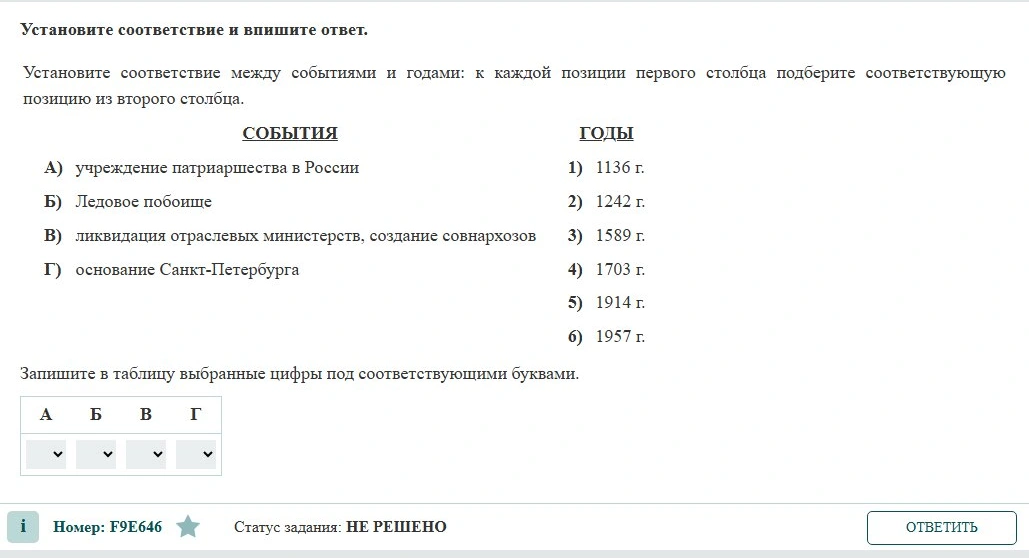 Установите соответствие и впишите ответ.
Установите соответствие между событиями и годами: к каждой позиции первого столбца подберите соответствующую
позицию из второго столбца.
СОБЫТИЯ ГОДЫ
А) учреждение патриаршества в России 1) 1136 г.
Б) Ледовое побоище 2) 1242 г.
В) ликвидация отраслевых министерств, создание совнархозов 3) 1589 г.
Г) основание Санкт-Петербурга 4) 1703 г.
5) 1914 г.
6) 1957 г.
Запишите в таблицу выбранные цифры под соответствующими буквами.
А Б В Г
i Номер: F9E646 Статус задания: НЕ РЕШЕНО ОТВЕТИТЬ